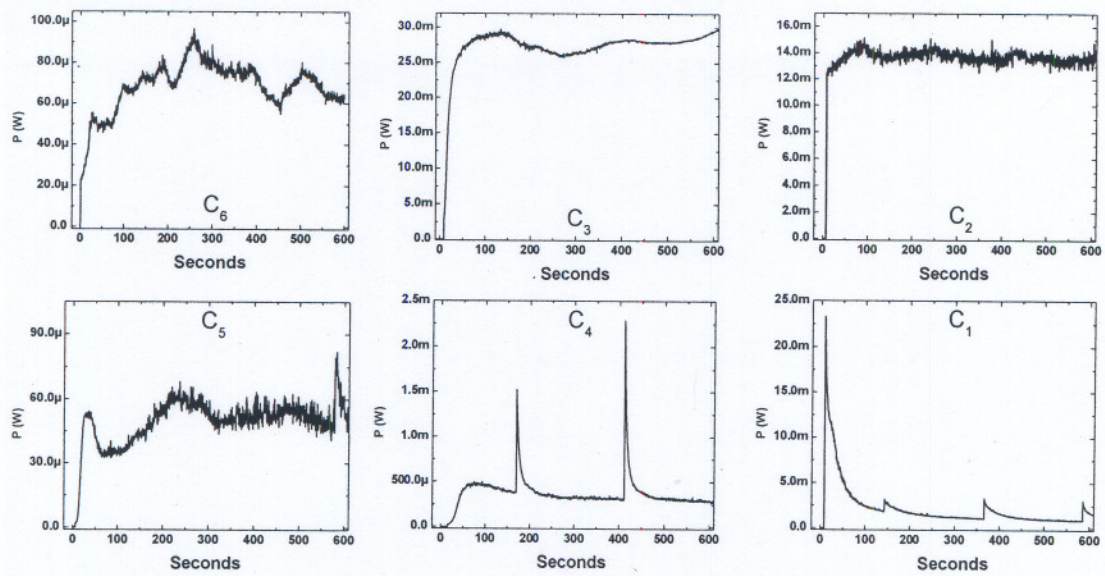 100.0µ
80.0µ
60.0µ
40.0µ
20.0µ
0.0
P (W)
C6
0 100 200 300 400 500 600
Seconds
30.0m
25.0m
20.0m
15.0m
10.0m
5.0m
0.0
P (W)
C3
0 100 200 300 400 500 600
Seconds
16.0m
14.0m
12.0m
10.0m
8.0m
6.0m
4.0m
2.0m
0.0
P (W)
C2
0 100 200 300 400 500 600
Seconds
90.0µ
60.0µ
30.0µ
0.0
P (W)
C5
0 100 200 300 400 500 600
Seconds
2.5m
2.0m
1.5m
1.0m
500.0µ
0.0
P (W)
C4
0 100 200 300 400 500 600
Seconds
25.0m
20.0m
15.0m
10.0m
5.0m
0.0
P (W)
C1
0 100 200 300 400 500 600
Seconds